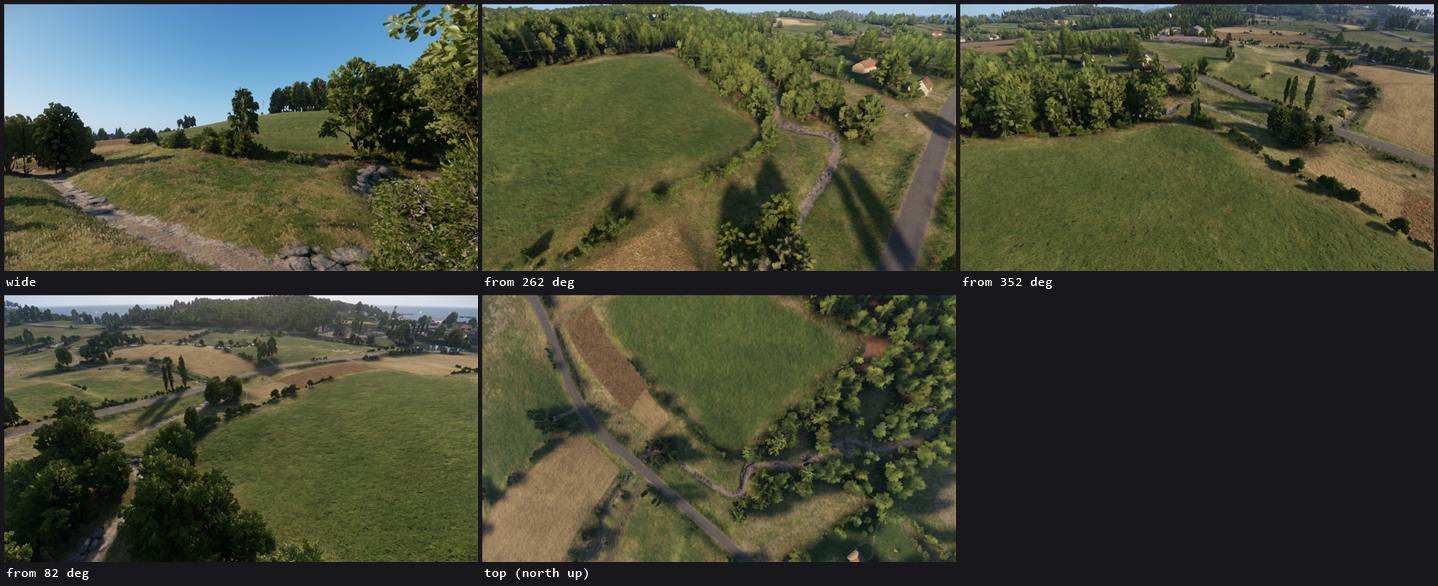 wide
from 262 deg
from 352 deg
from 82 deg
top (north up)